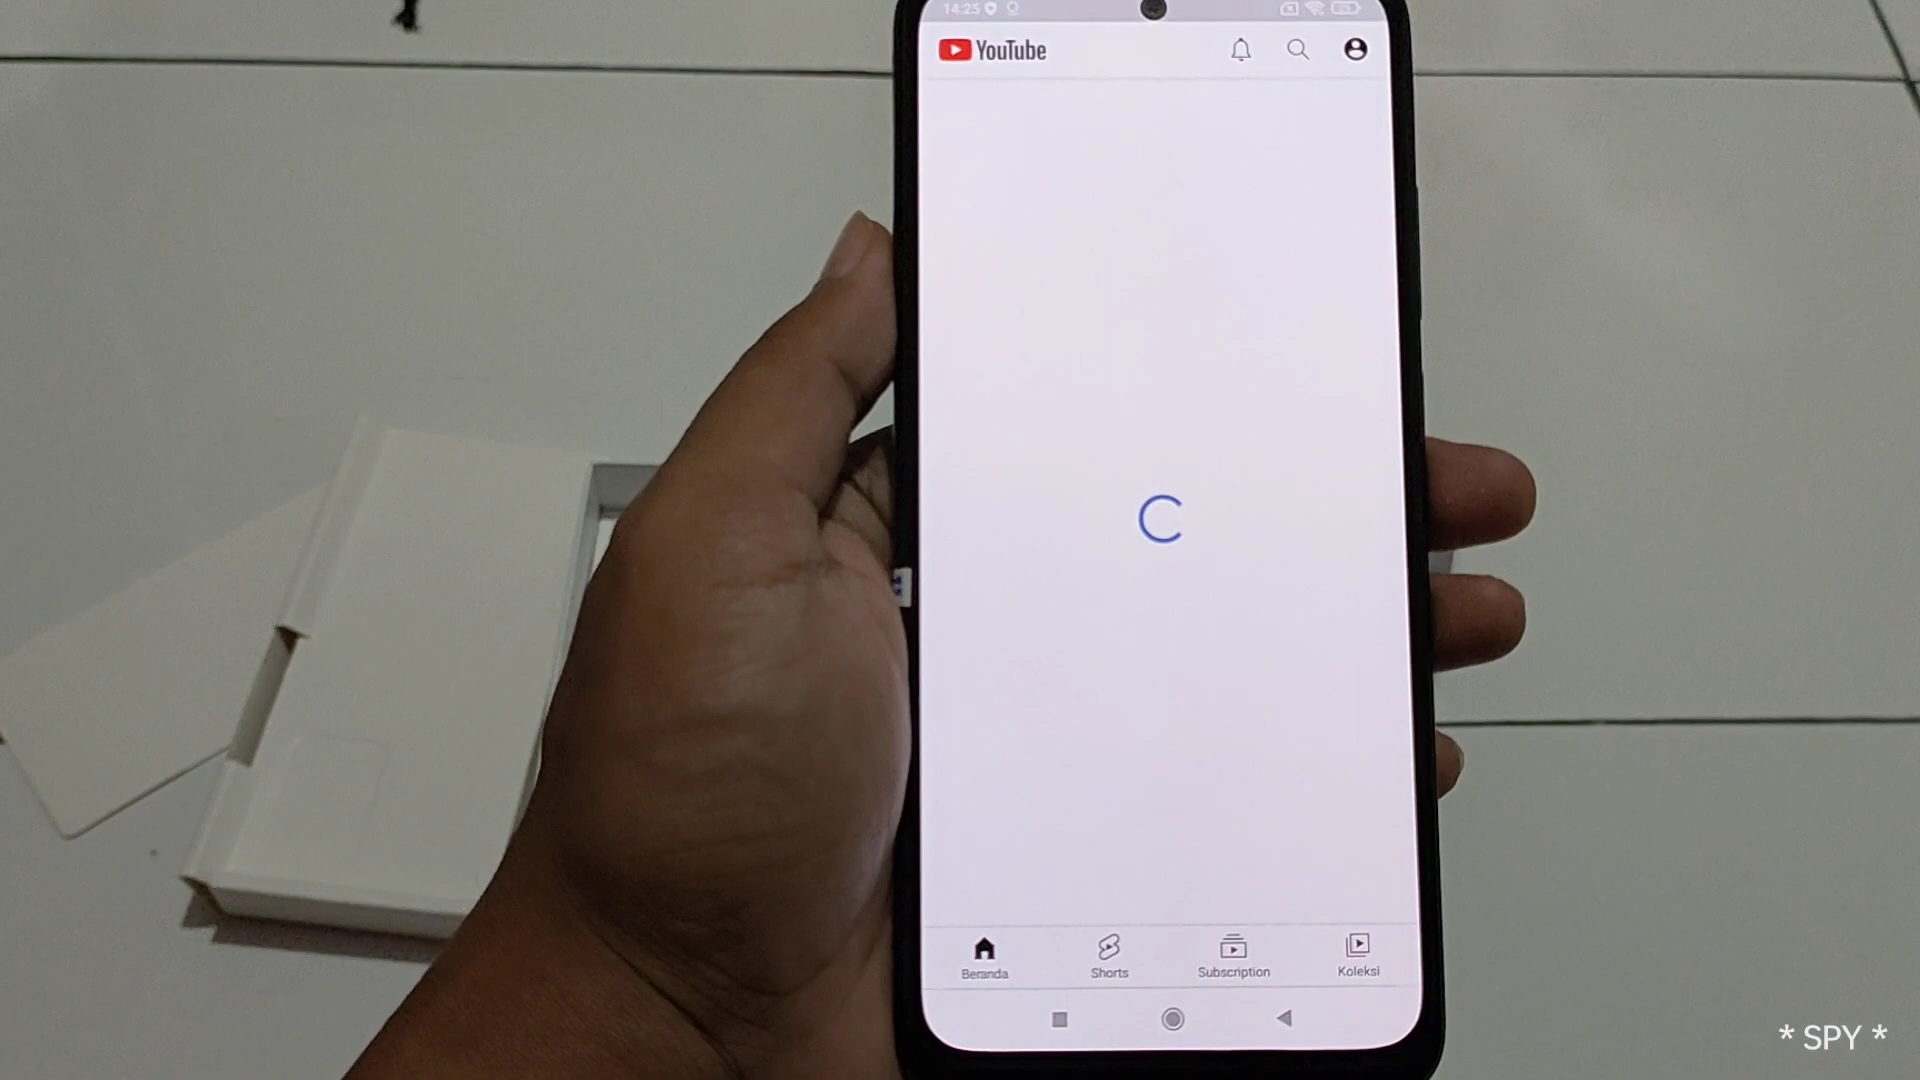 14:25
YouTube
Beranda
Shorts
Subscription
Koleksi
* SPY *